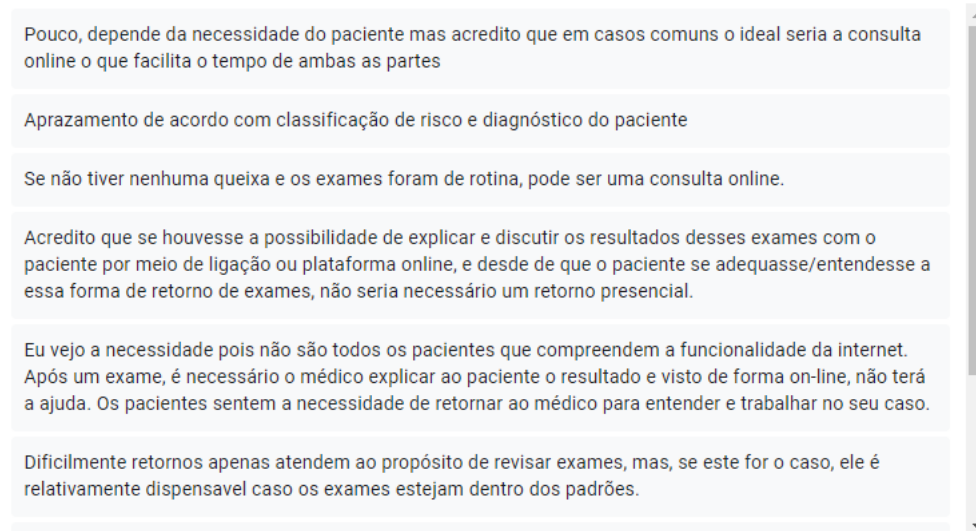 Pouco, depende da necessidade do paciente mas acredito que em casos comuns o ideal seria a consulta
online o que facilita o tempo de ambas as partes
Aprazamento de acordo com classificação de risco e diagnóstico do paciente
Se não tiver nenhuma queixa e os exames foram de rotina, pode ser uma consulta online.
Acredito que se houvesse a possibilidade de explicar e discutir os resultados desses exames com o
paciente por meio de ligação ou plataforma online, e desde de que o paciente se adequasse/entendesse a
essa forma de retorno de exames, não seria necessário um retorno presencial.
Eu vejo a necessidade pois não são todos os pacientes que compreendem a funcionalidade da internet.
Após um exame, é necessário o médico explicar ao paciente o resultado e visto de forma on-line, não terá
a ajuda. Os pacientes sentem a necessidade de retornar ao médico para entender e trabalhar no seu caso.
Dificilmente retornos apenas atendem ao propósito de revisar exames, mas, se este for o caso, ele é
relativamente dispensavel caso os exames estejam dentro dos padrões.